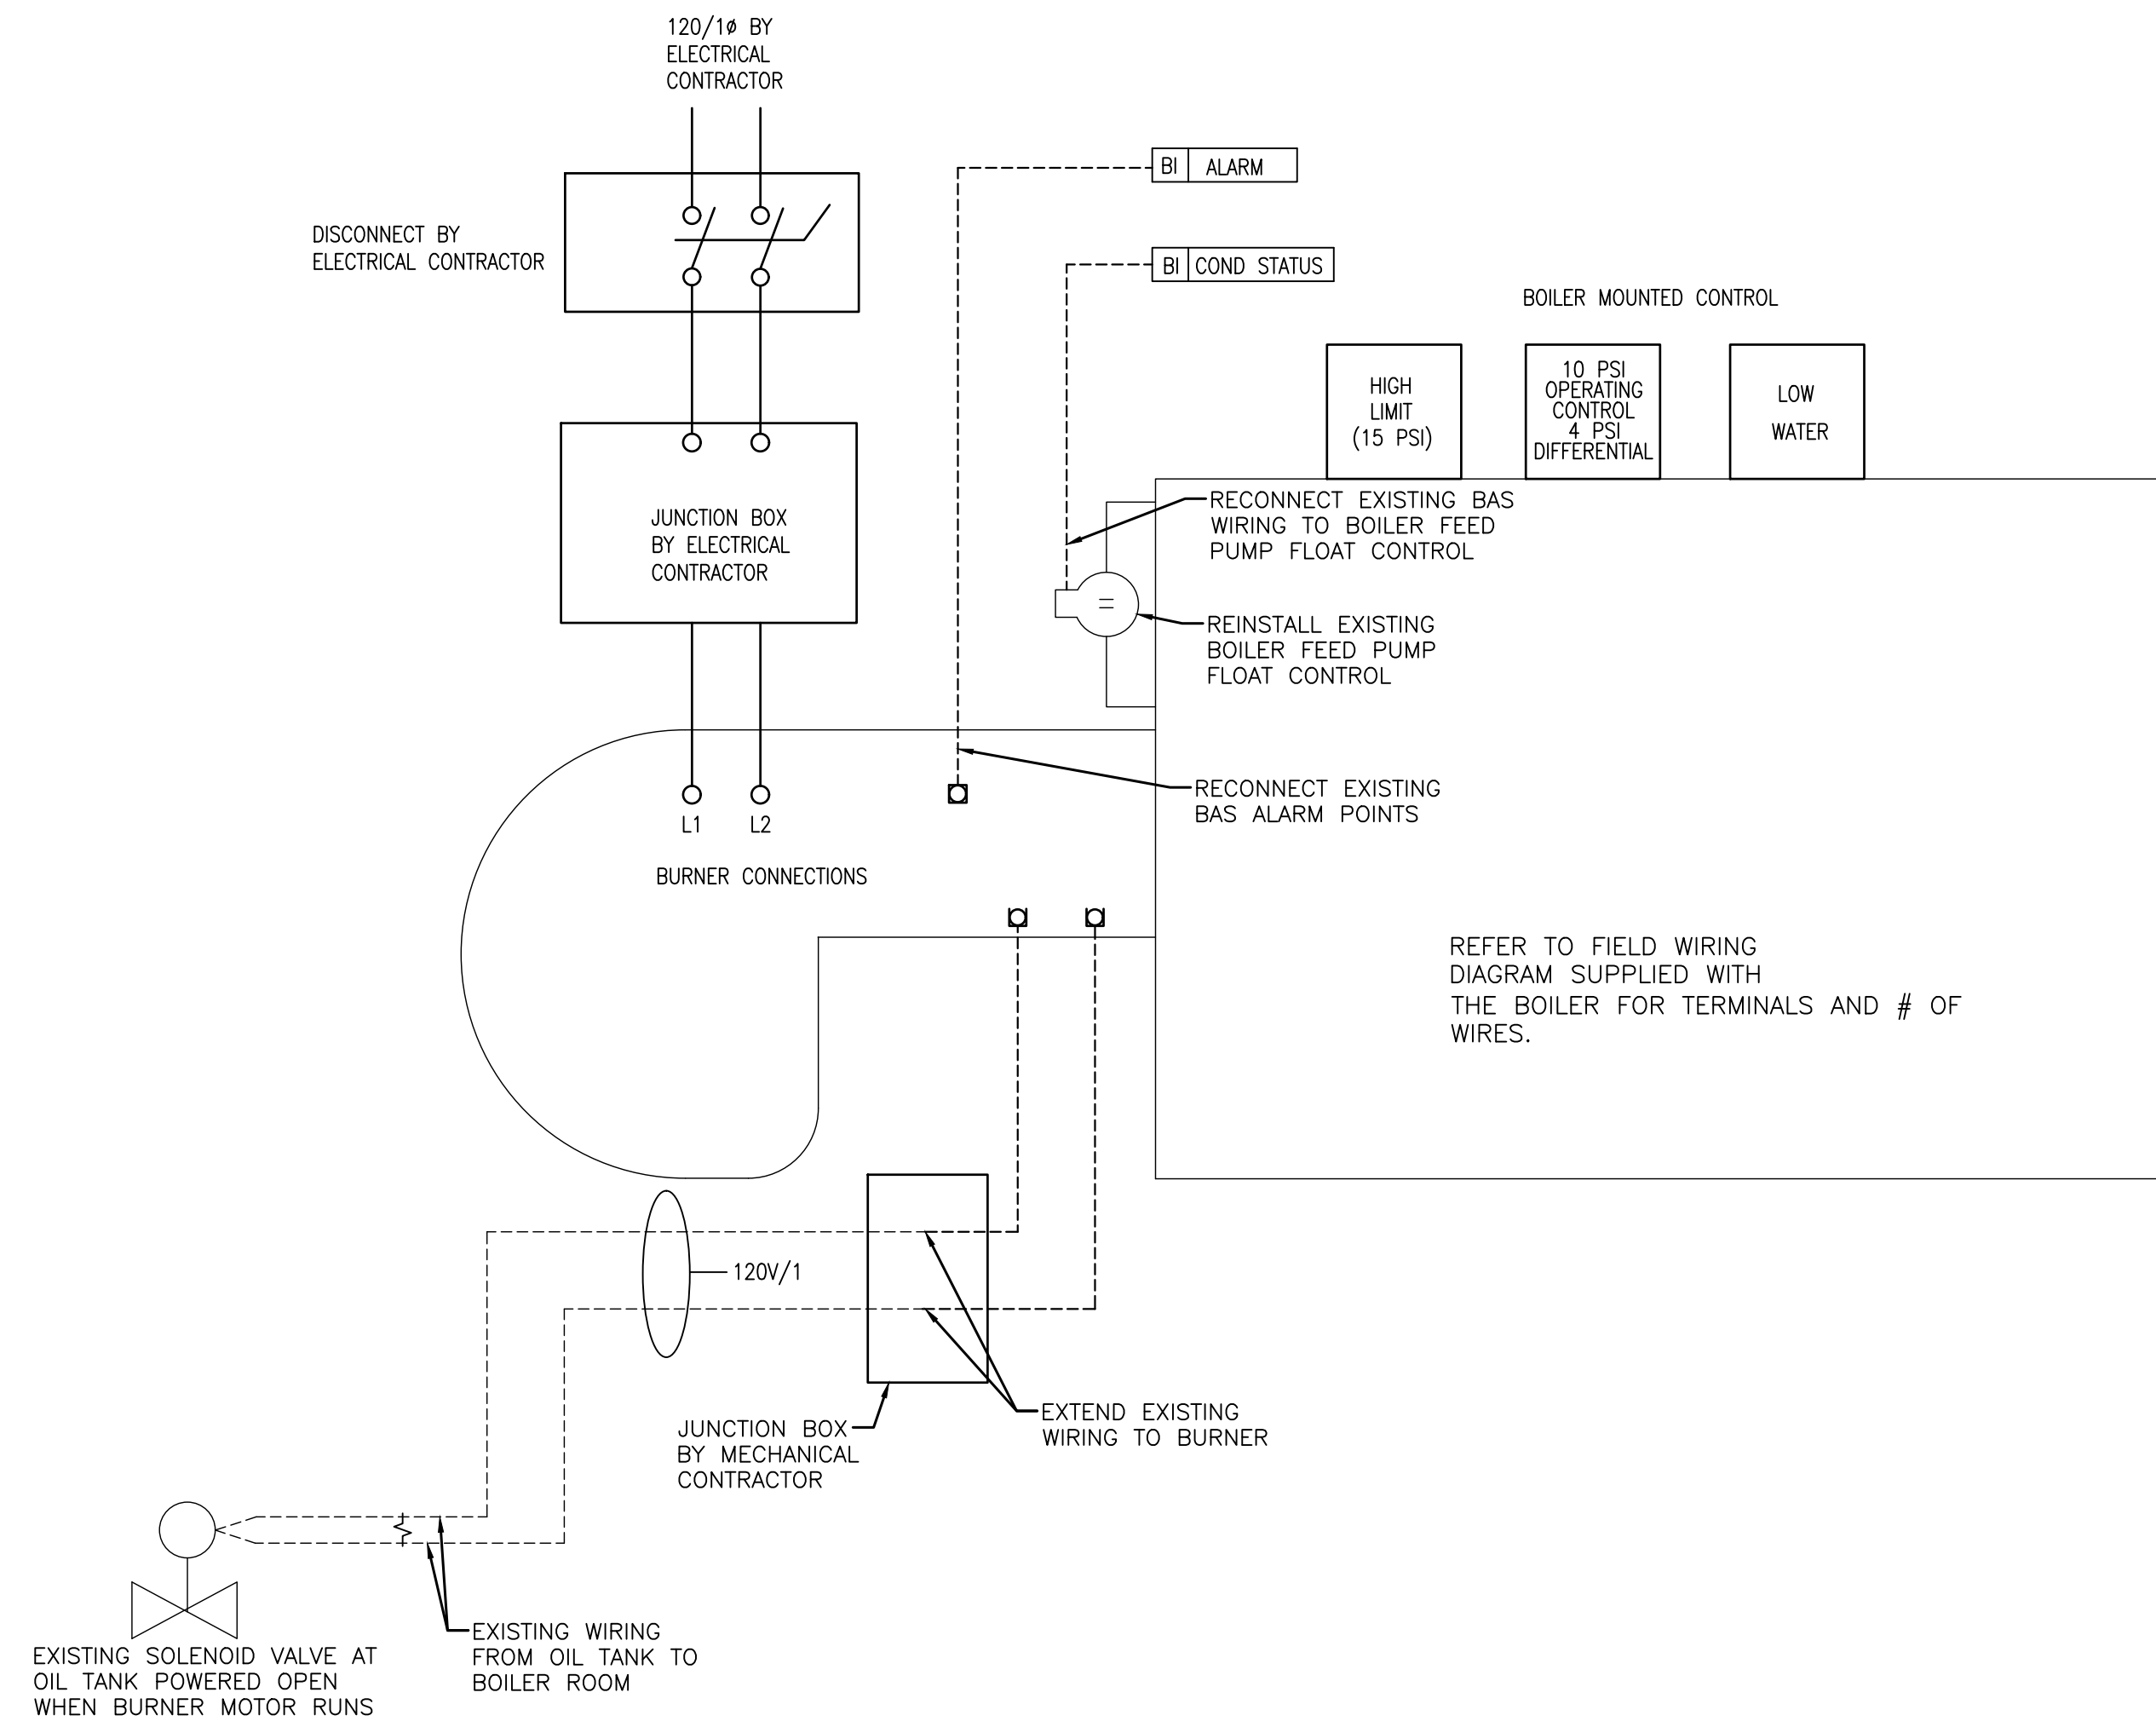 120/1ø BY
ELECTRICAL
CONTRACTOR
DISCONNECT BY
ELECTRICAL CONTRACTOR
BI ALARM
BI COND STATUS
BOILER MOUNTED CONTROL
HIGH
LIMIT
(15 PSI)
10 PSI
OPERATING
CONTROL
4 PSI
DIFFERENTIAL
LOW
WATER
JUNCTION BOX
BY ELECTRICAL
CONTRACTOR
RECONNECT EXISTING BAS
WIRING TO BOILER FEED
PUMP FLOAT CONTROL
REINSTALL EXISTING
BOILER FEED PUMP
FLOAT CONTROL
RECONNECT EXISTING
BAS ALARM POINTS
L1 L2
BURNER CONNECTIONS
REFER TO FIELD WIRING
DIAGRAM SUPPLIED WITH
THE BOILER FOR TERMINALS AND # OF
WIRES.
120V/1
EXTEND EXISTING
WIRING TO BURNER
JUNCTION BOX
BY MECHANICAL
CONTRACTOR
EXISTING WIRING
FROM OIL TANK TO
BOILER ROOM
EXISTING SOLENOID VALVE AT
OIL TANK POWERED OPEN
WHEN BURNER MOTOR RUNS